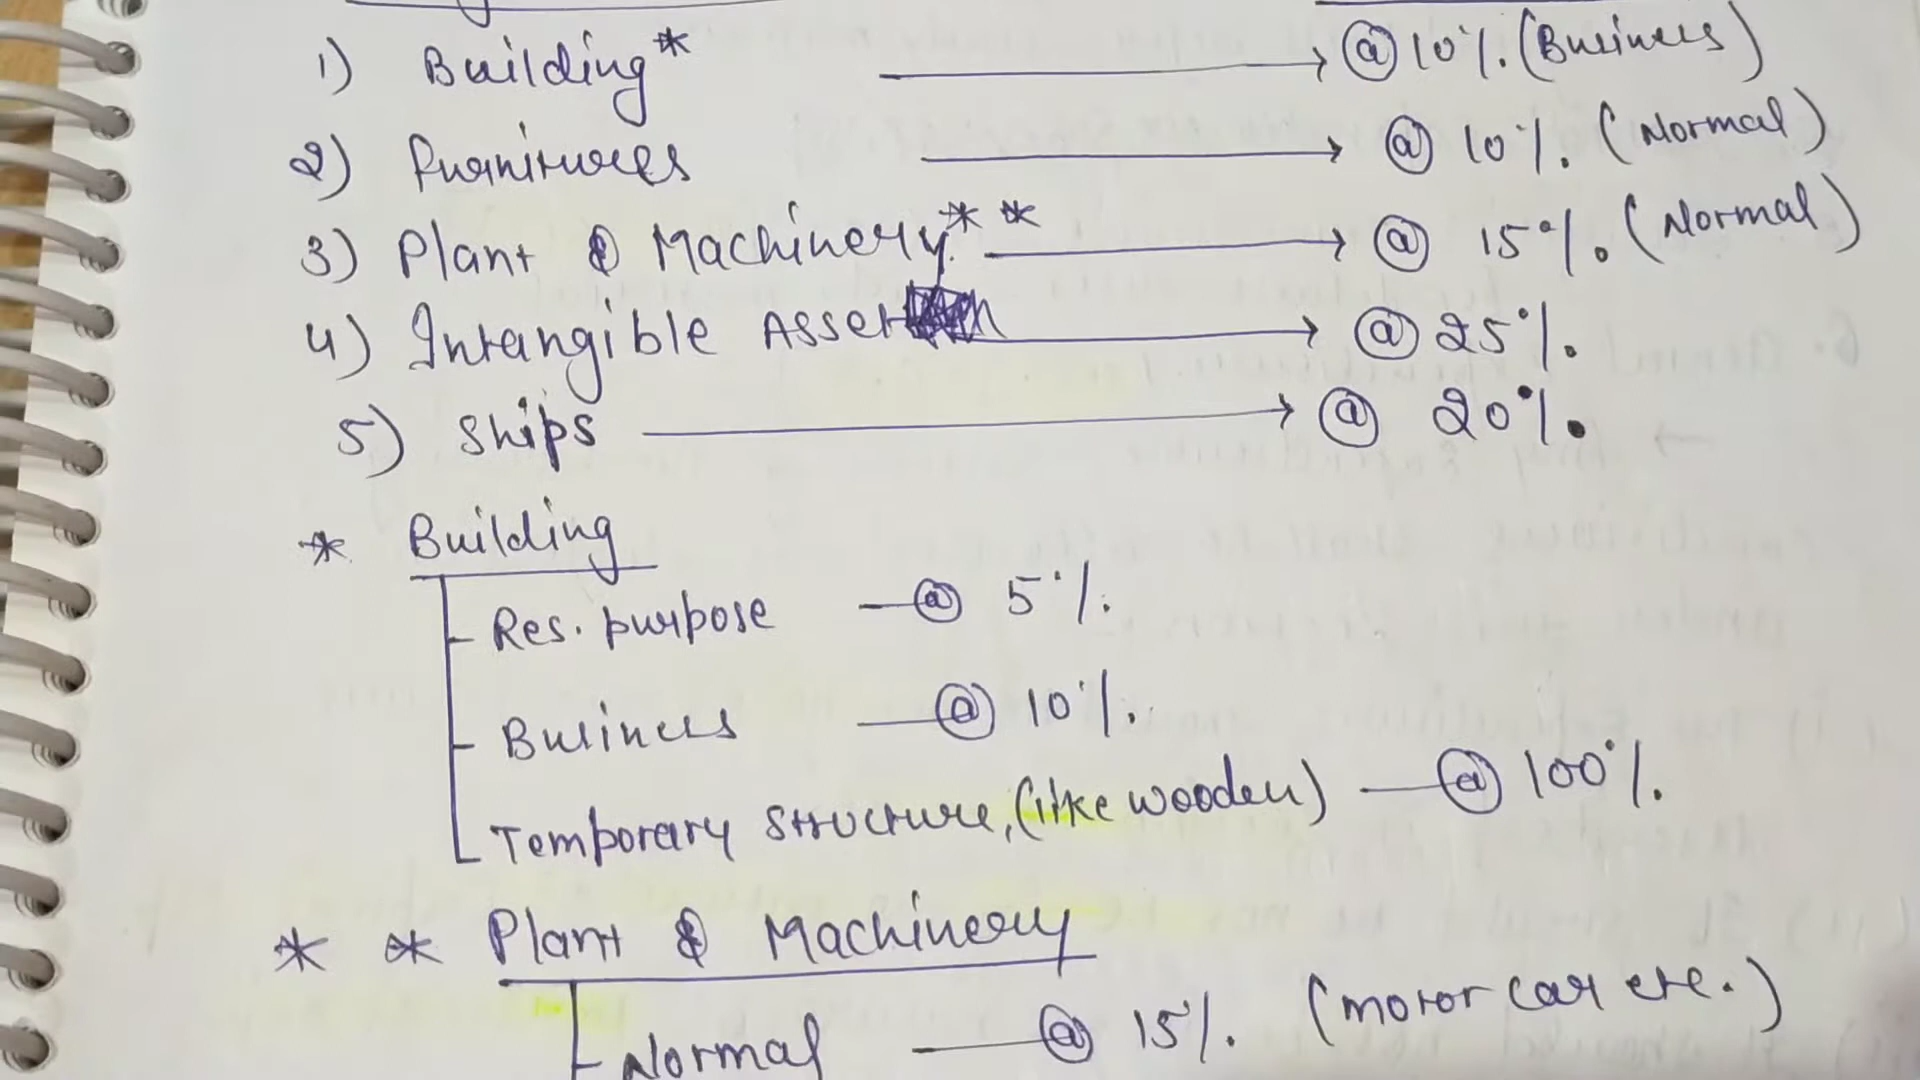 1) Building* → @ 10%. (Business)
2) furnitures → @ 10%. (Normal)
3) Plant & Machinery** → @ 15%. (Normal)
4) Intangible Asset → @ 25%.
5) Ships → @ 20%.
* Building
Res. purpose — @ 5%.
Business — @ 10%.
Temporary structure, (like wooden) — @ 100%.
** Plant & Machinery
Normal — @ 15%. (motor car etc.)